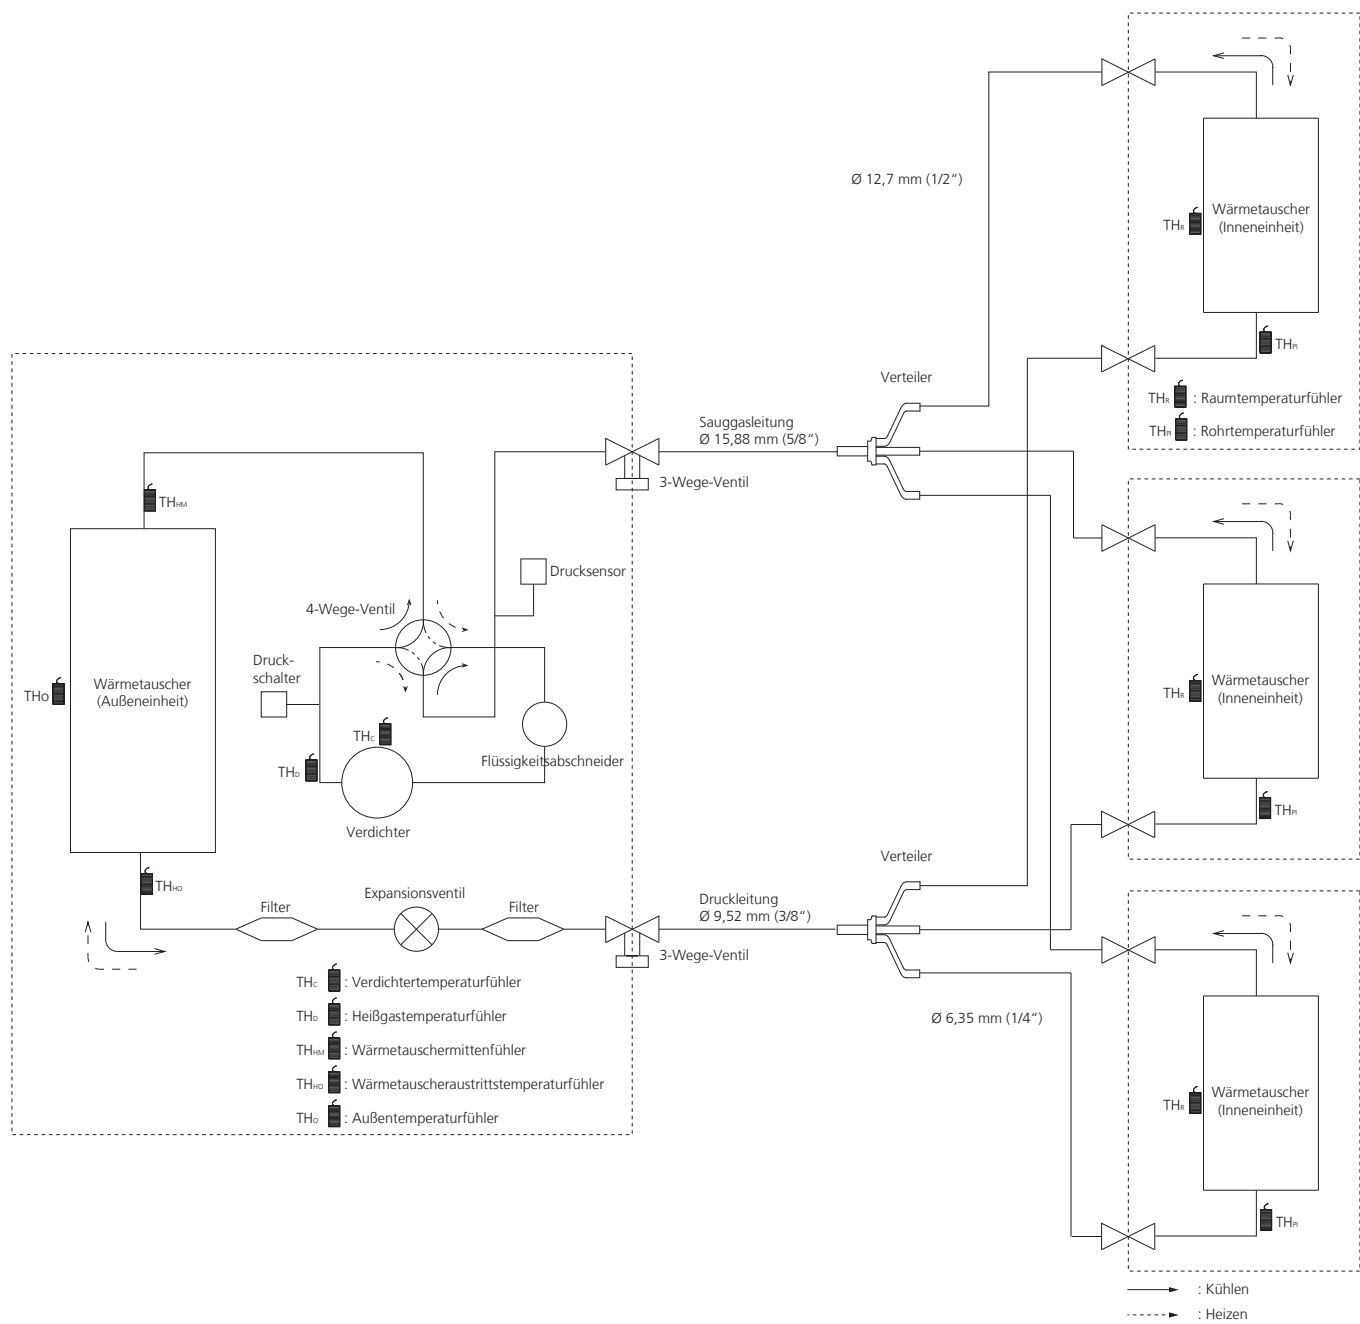 Ø 12,7 mm (1/2“)
Wärmetauscher
(Inneneinheit)
THR
THPI
THR : Raumtemperaturfühler
THPI : Rohrtemperaturfühler
Verteiler
Sauggasleitung
Ø 15,88 mm (5/8“)
3-Wege-Ventil
THHM
Drucksensor
4-Wege-Ventil
Druck-
schalter
THO
Wärmetauscher
(Außeneinheit)
THC
THD
Flüssigkeitsabschneider
Verdichter
Wärmetauscher
(Inneneinheit)
THR
THPI
Verteiler
THHO
Filter
Expansionsventil
Filter
Druckleitung
Ø 9,52 mm (3/8“)
3-Wege-Ventil
THC : Verdichtertemperaturfühler
THD : Heißgastemperaturfühler
THHM : Wärmetauschermittenfühler
THHO : Wärmetauscheraustrittstemperaturfühler
THO : Außentemperaturfühler
Ø 6,35 mm (1/4“)
Wärmetauscher
(Inneneinheit)
THR
THPI
: Kühlen
: Heizen